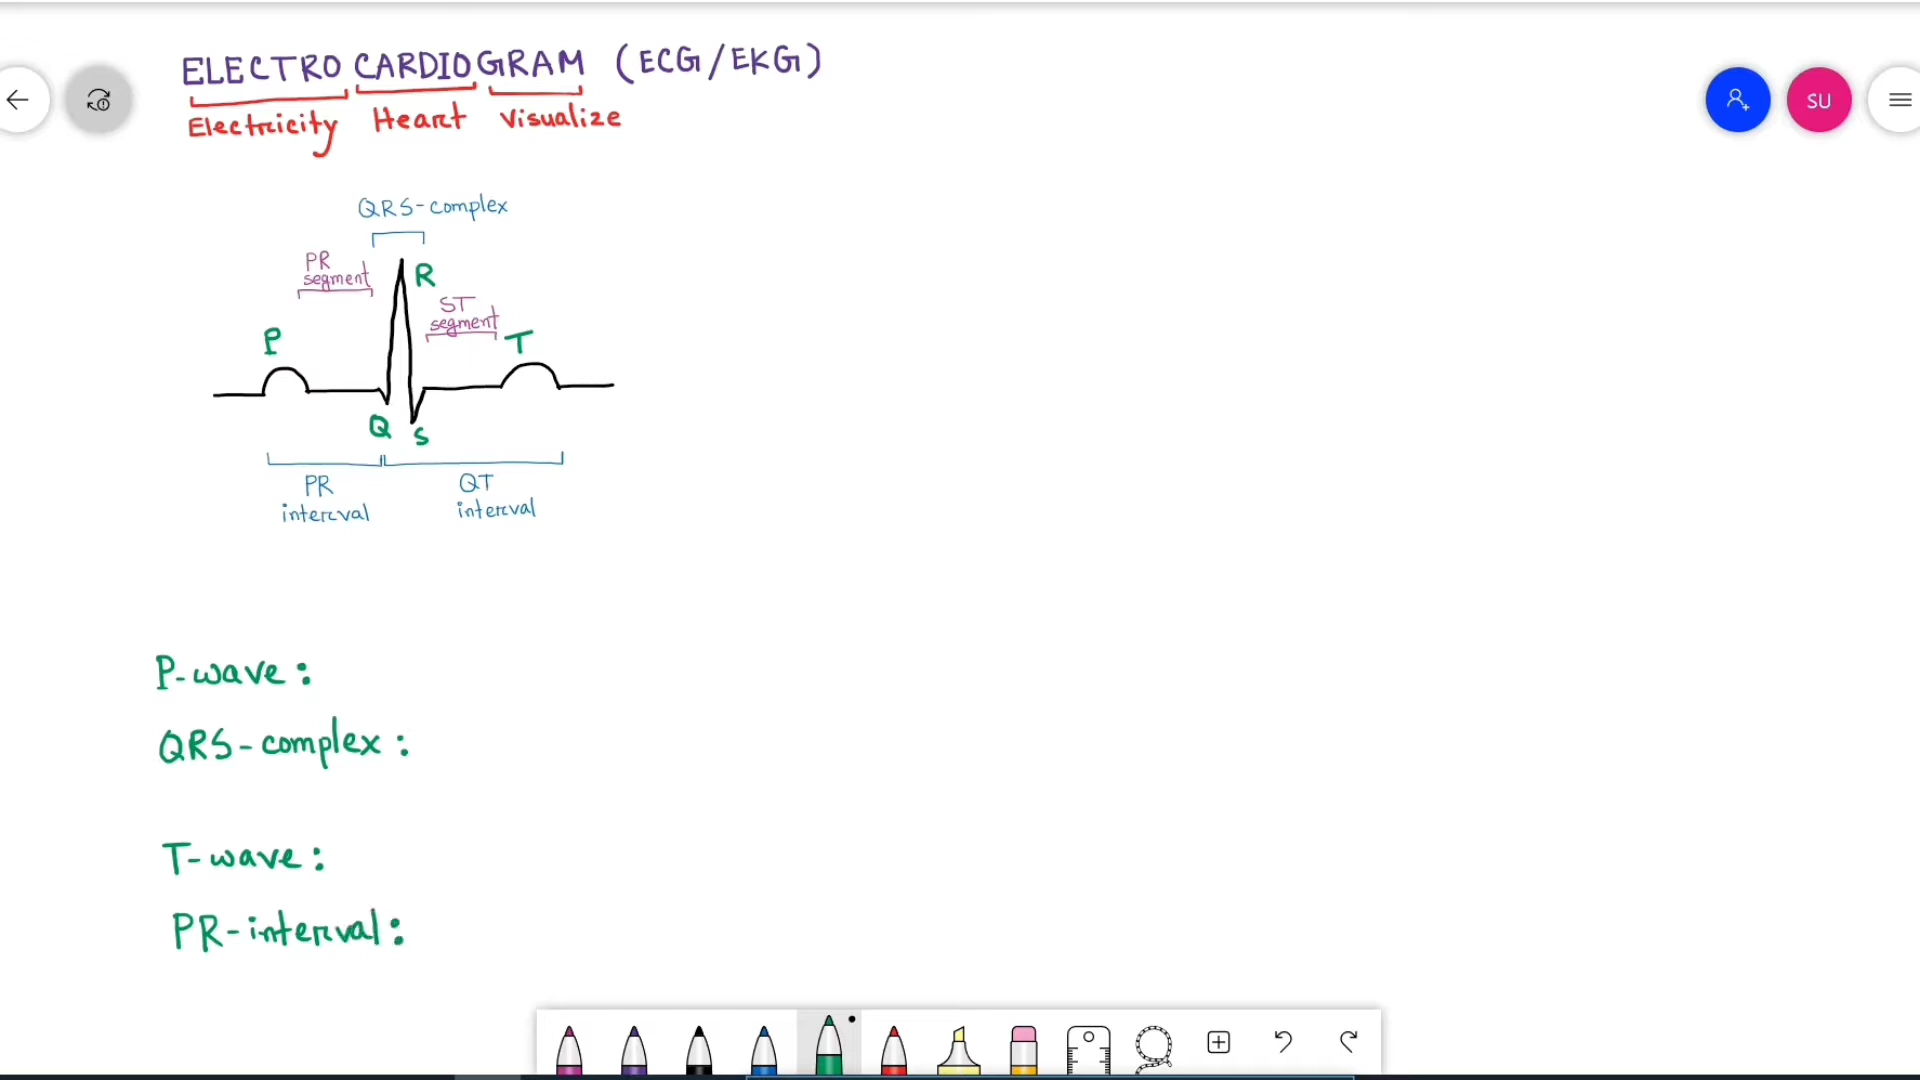 ELECTRO CARDIOGRAM (ECG/EKG)
Electricity Heart Visualize
SU
QRS-complex
PR
segment
R
ST
segment
P
T
Q
S
PR
interval
QT
interval
P-wave:
QRS-complex:
T-wave:
PR-interval: